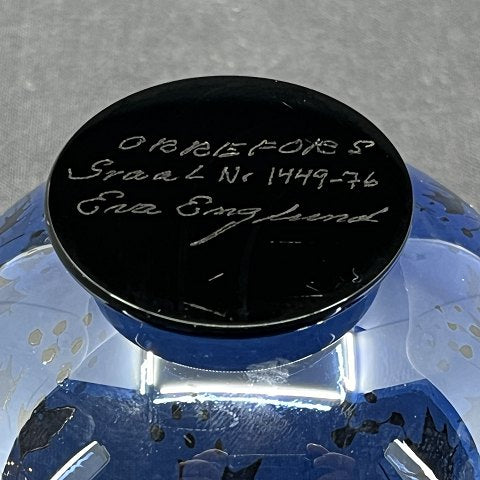 ORREFORS
Graal Nr 1449-76
Eva Englund